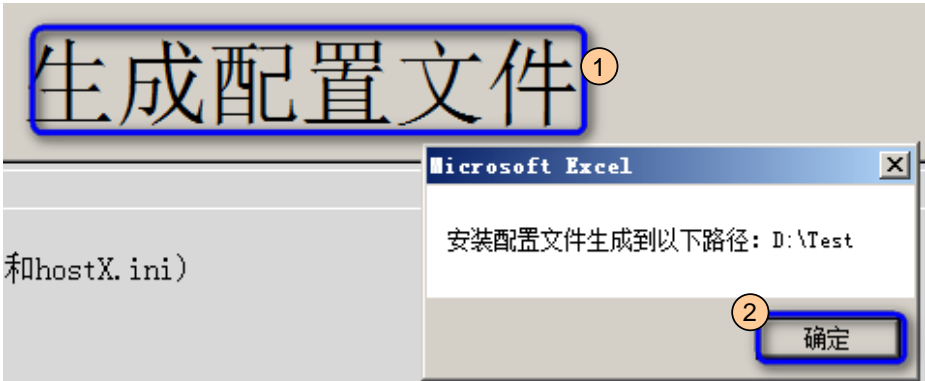 生成配置文件
1
Microsoft Excel
安装配置文件生成到以下路径：D:\Test
和hostX.ini)
2
确定